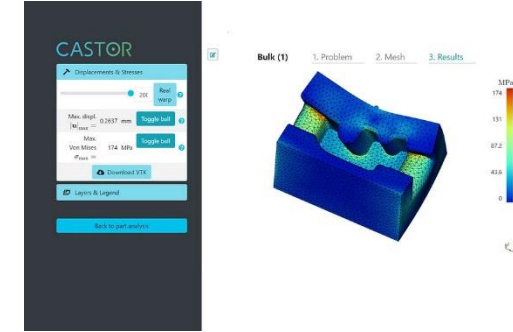 CASTOR
Displacements & Stresses
Real
warp
Max. displ.
|u|max = 0.2637 mm Toggle ball
Max.
Von Mises
σmax = 174 MPa Toggle ball
Download VTK
Layers & Legend
Back to part analysis
Bulk (1) 1. Problem 2. Mesh 3. Results
MPa
174
131
87.2
43.6
0